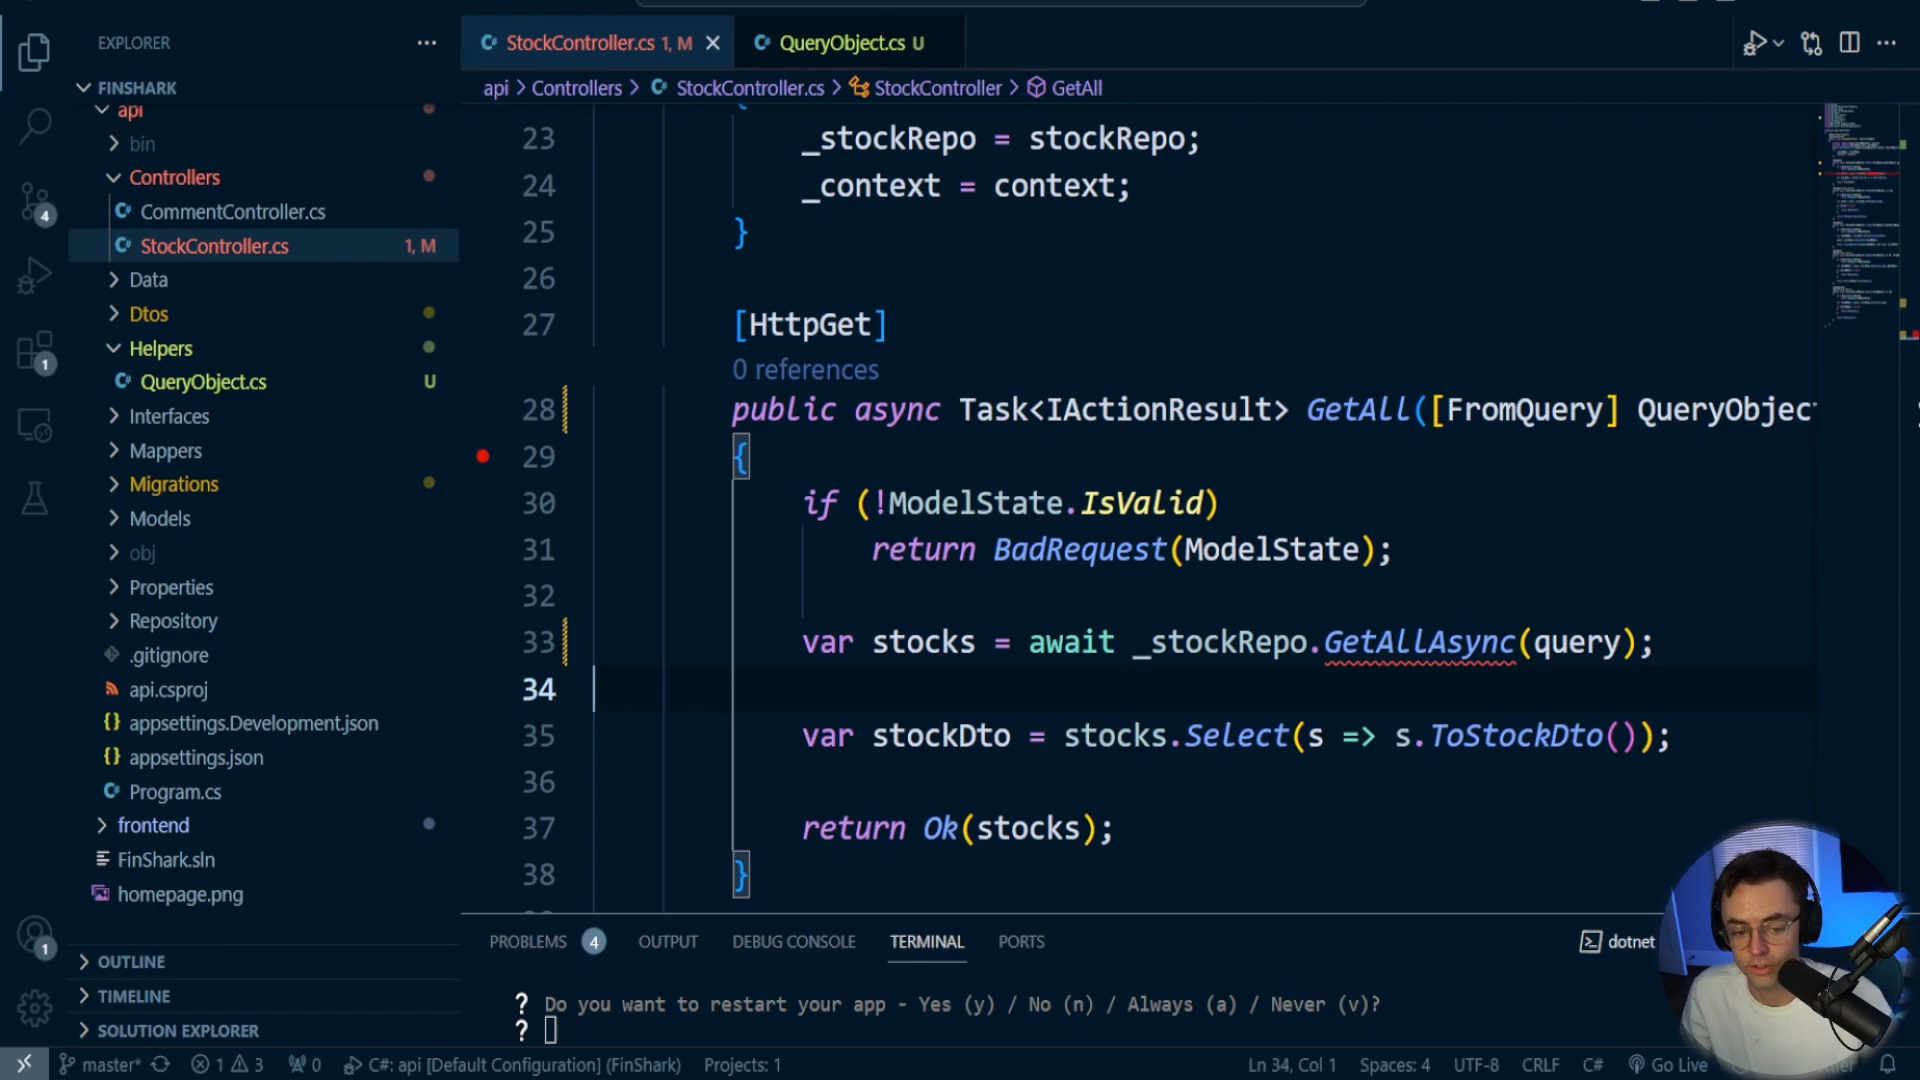 EXPLORER
FINSHARK
api
bin
Controllers
CommentController.cs
StockController.cs 1, M
Data
Dtos
Helpers
QueryObject.cs U
Interfaces
Mappers
Migrations
Models
obj
Properties
Repository
.gitignore
api.csproj
appsettings.Development.json
appsettings.json
Program.cs
frontend
FinShark.sln
homepage.png
OUTLINE
TIMELINE
SOLUTION EXPLORER
4
1
1
StockController.cs 1, M
QueryObject.cs U
api > Controllers > StockController.cs > StockController > GetAll
23 _stockRepo = stockRepo;
24 _context = context;
25 }
26
27 [HttpGet]
0 references
28 public async Task<IActionResult> GetAll([FromQuery] QueryObjec
29 {
30 if (!ModelState.IsValid)
31 return BadRequest(ModelState);
32
33 var stocks = await _stockRepo.GetAllAsync(query);
34
35 var stockDto = stocks.Select(s => s.ToStockDto());
36
37 return Ok(stocks);
38 }
PROBLEMS 4 OUTPUT DEBUG CONSOLE TERMINAL PORTS
dotnet
? Do you want to restart your app - Yes (y) / No (n) / Always (a) / Never (v)?
?
master* 1 3 0 C#: api [Default Configuration] (FinShark) Projects: 1
Ln 34, Col 1 Spaces: 4 UTF-8 CRLF C# Go Live